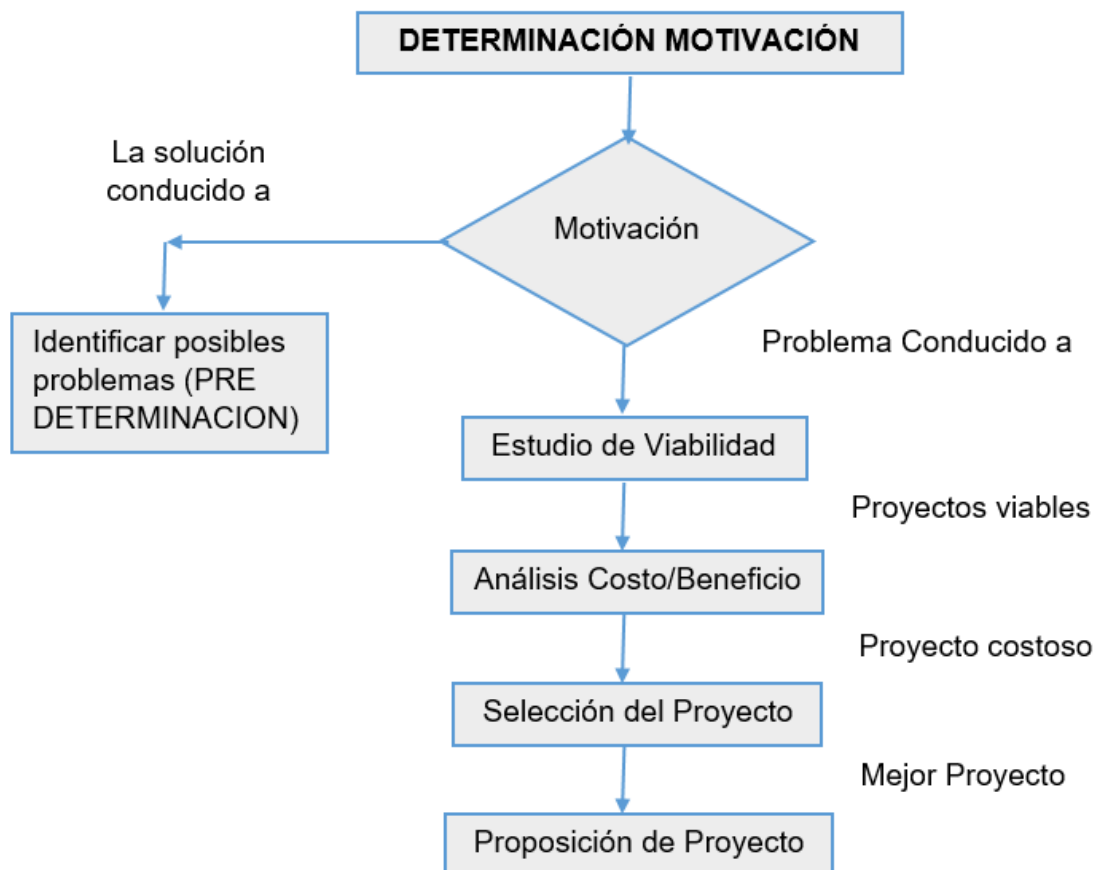 DETERMINACIÓN MOTIVACIÓN
La solución
conducido a
Motivación
Identificar posibles
problemas (PRE
DETERMINACION)
Problema Conducido a
Estudio de Viabilidad
Proyectos viables
Análisis Costo/Beneficio
Proyecto costoso
Selección del Proyecto
Mejor Proyecto
Proposición de Proyecto